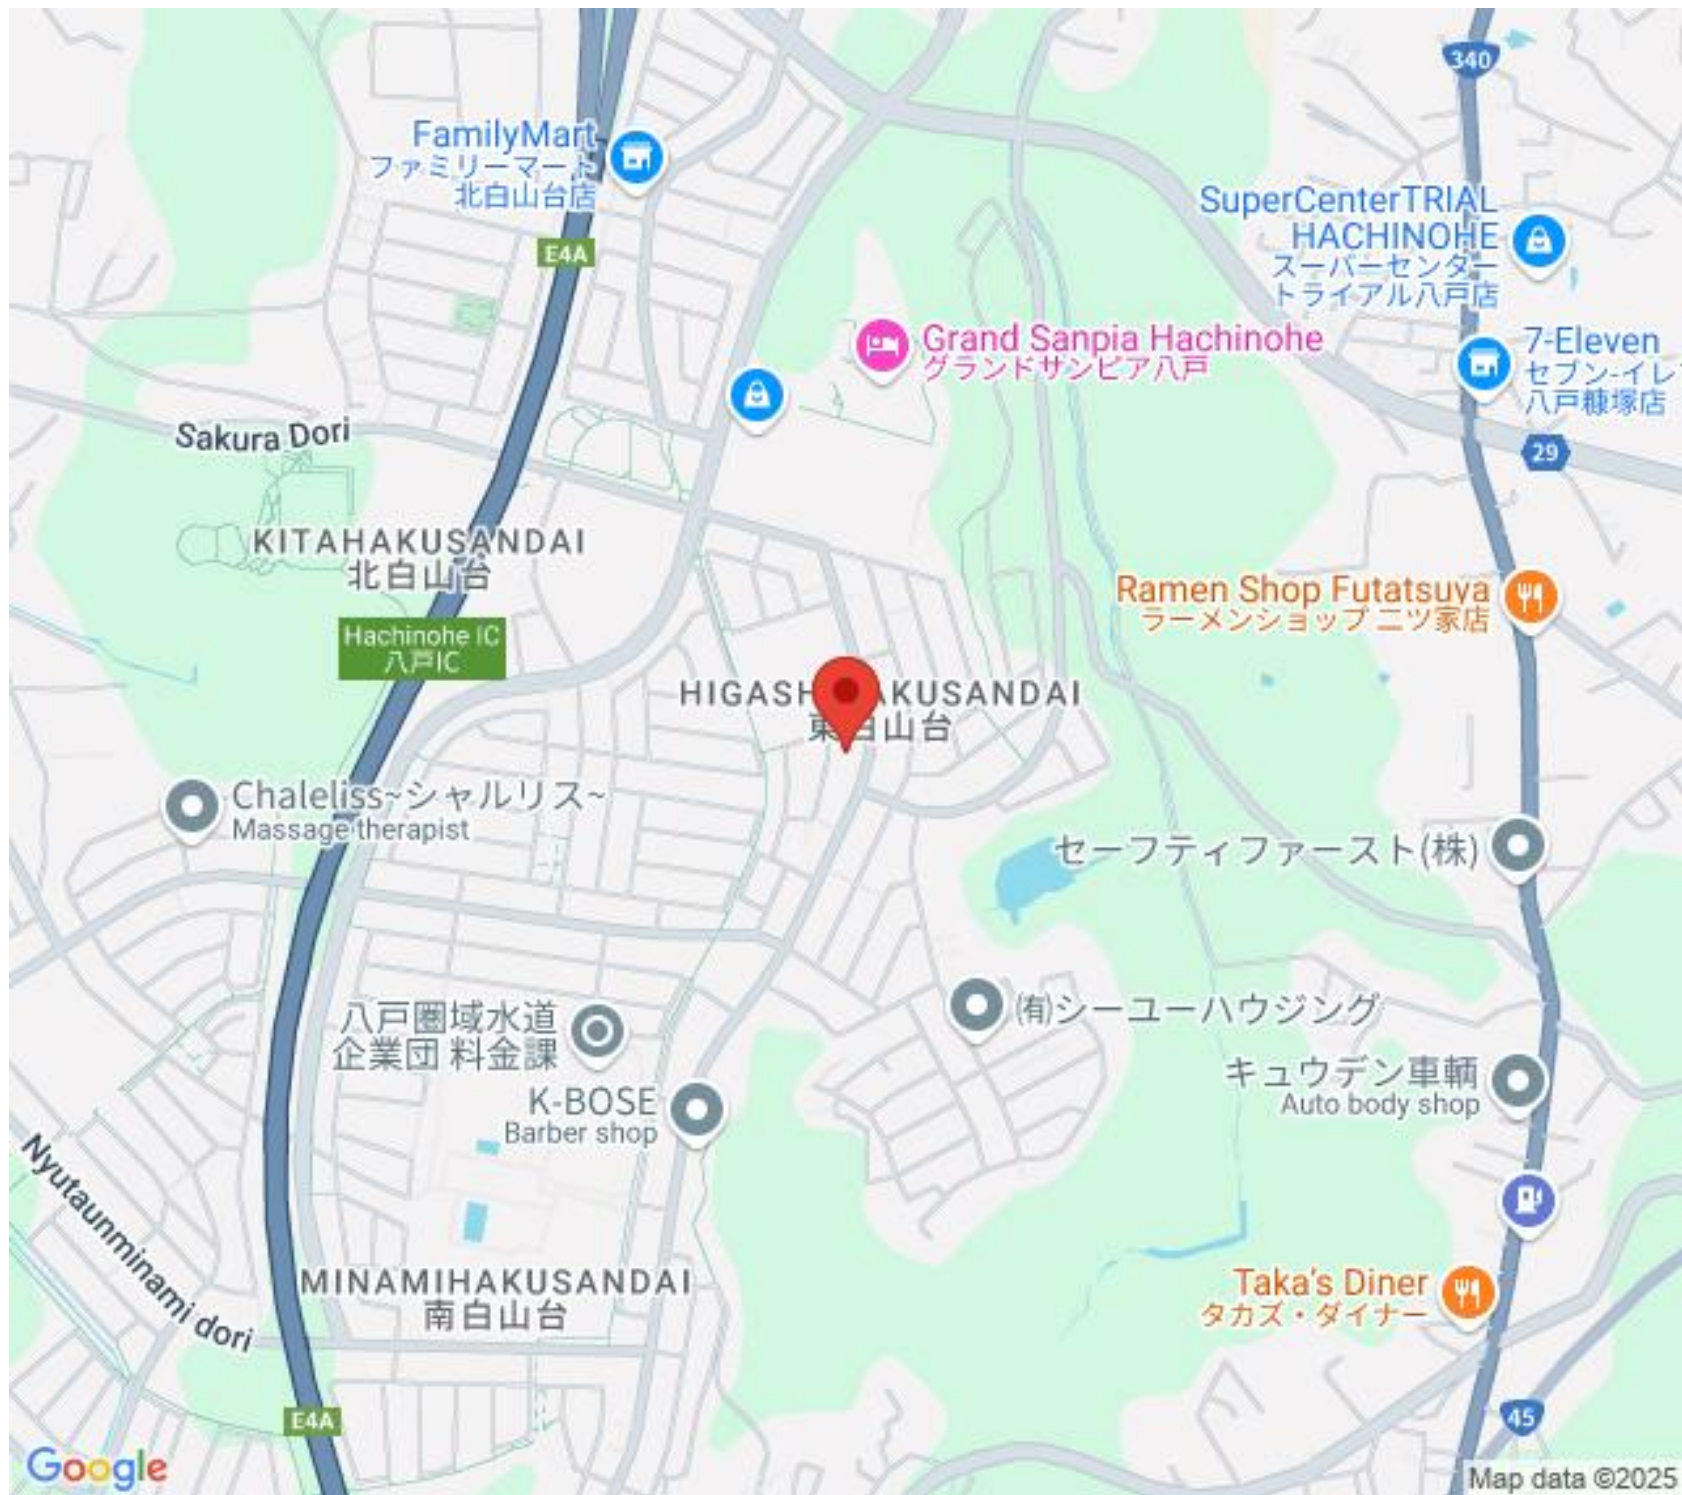 340
FamilyMart
ファミリーマート
北白山台店
SuperCenterTRIAL
HACHINOHE
スーパーセンター
トライアル八戸店
E4A
Grand Sanpia Hachinohe
グランドサンピア八戸
7-Eleven
セブン-イレ
八戸糠塚店
Sakura Dori
29
KITAHAKUSANDAI
北白山台
Ramen Shop Futatsuya
ラーメンショップ 二ツ家店
Hachinohe IC
八戸IC
HIGASH AKUSANDAI
東白山台
Chaleliss~シャルリス~
Massage therapist
セーフティファースト(株)
八戸圏域水道
企業団 料金課
㈲シーユーハウジング
キュウデン車輌
Auto body shop
K-BOSE
Barber shop
Nyutaunminami dori
MINAMIHAKUSANDAI
南白山台
Taka's Diner
タカズ・ダイナー
E4A
45
Google
Map data ©2025